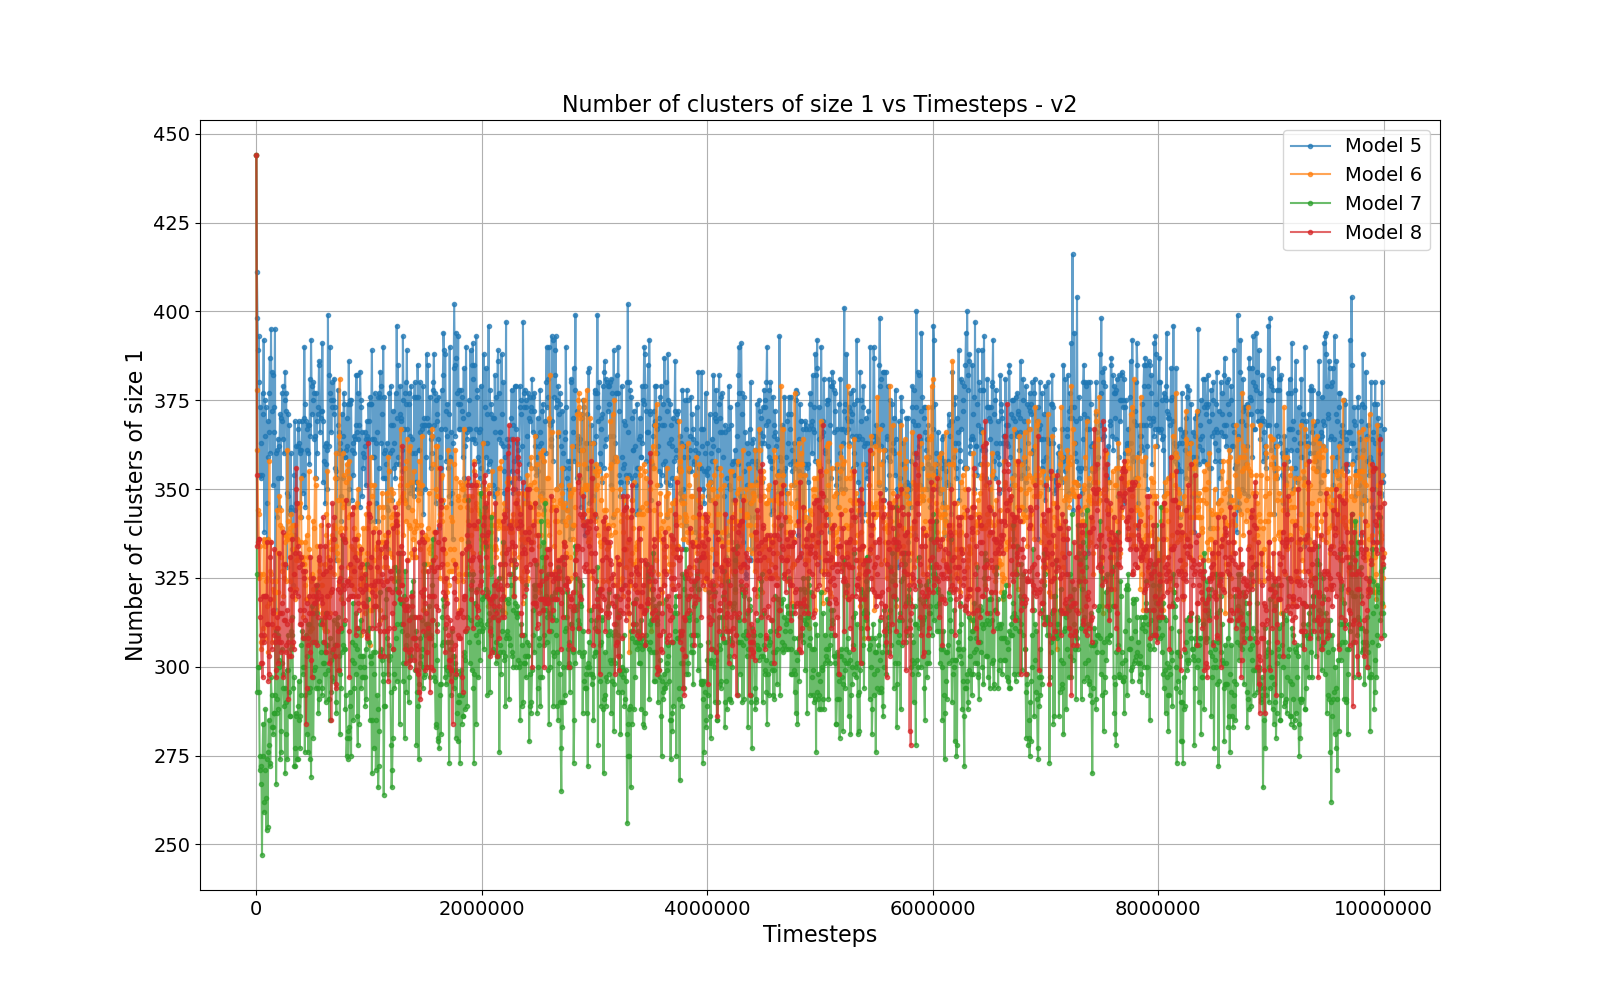 Number of clusters of size 1 vs Timesteps - v2
Number of clusters of size 1
450
425
400
375
350
325
300
275
250
Model 5
Model 6
Model 7
Model 8
0
2000000
4000000
6000000
8000000
10000000
Timesteps